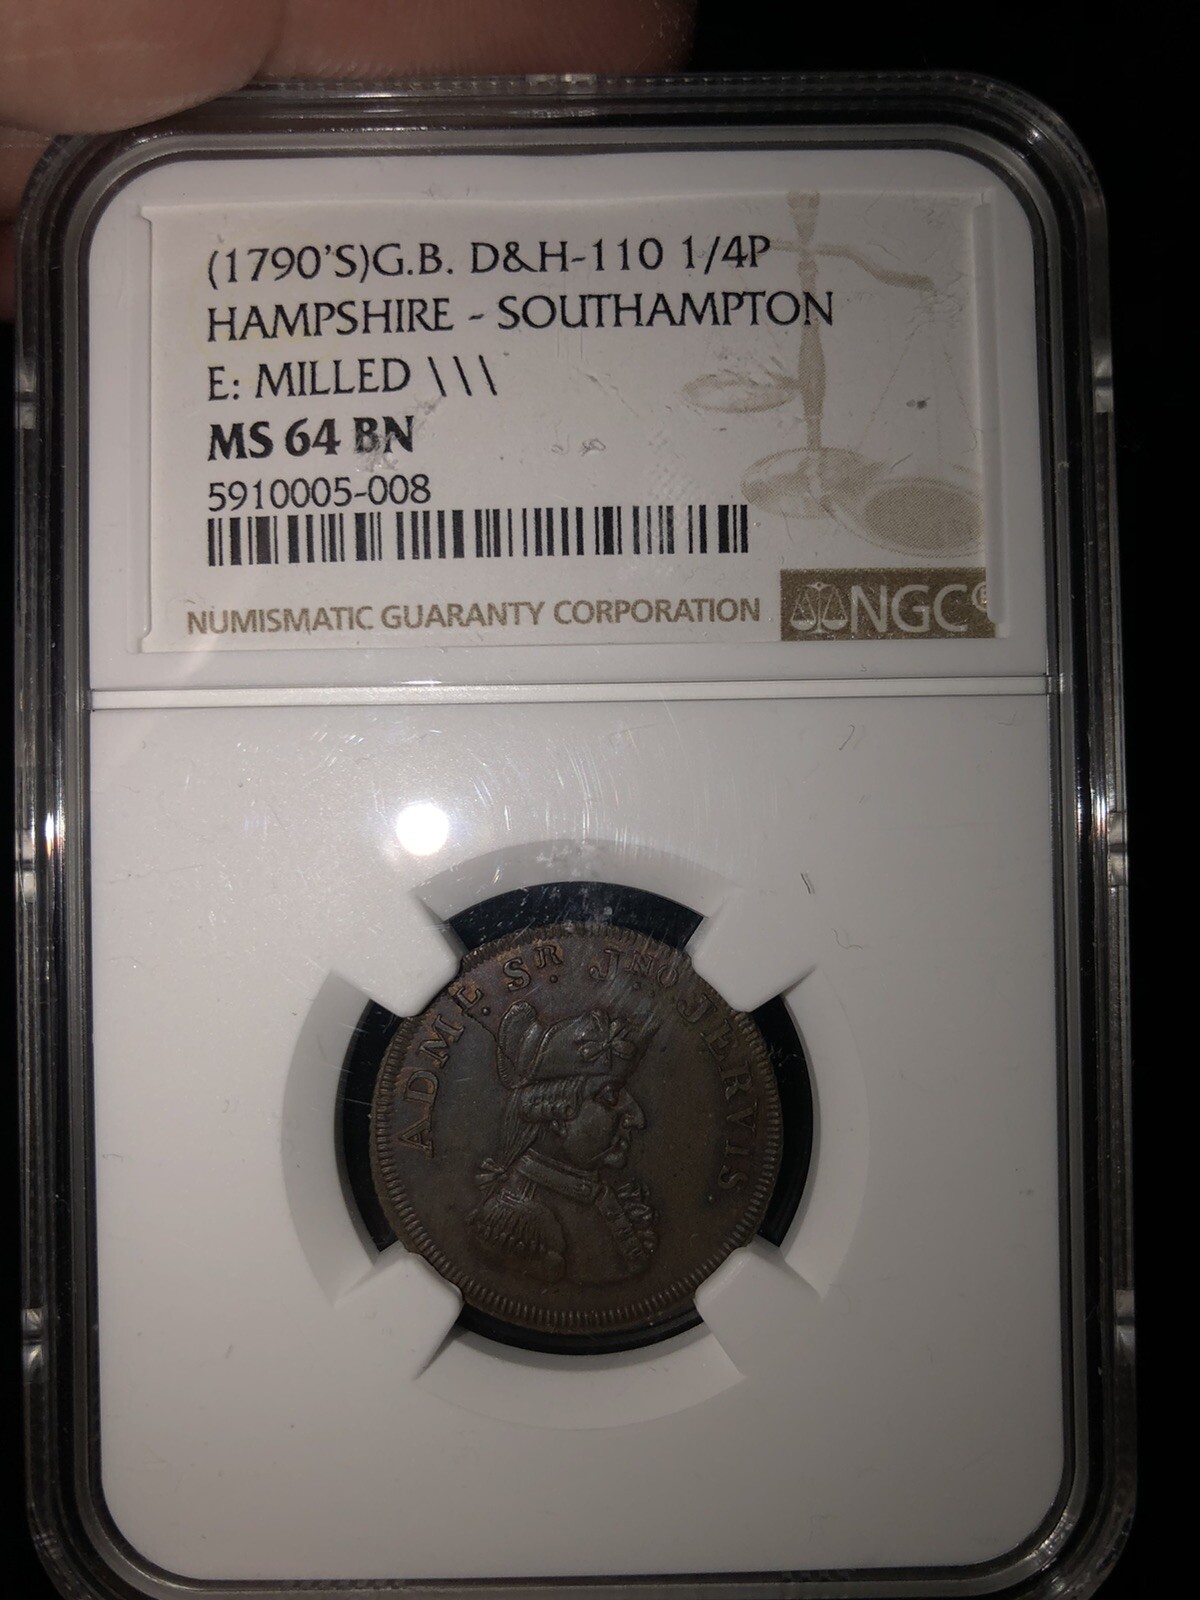 (1790'S)G.B. D&H-110 1/4P
HAMPSHIRE - SOUTHAMPTON
E: MILLED \\\
MS 64 BN
5910005-008
NUMISMATIC GUARANTY CORPORATION
NGC®
ADML. SR. JNO JERVIS.